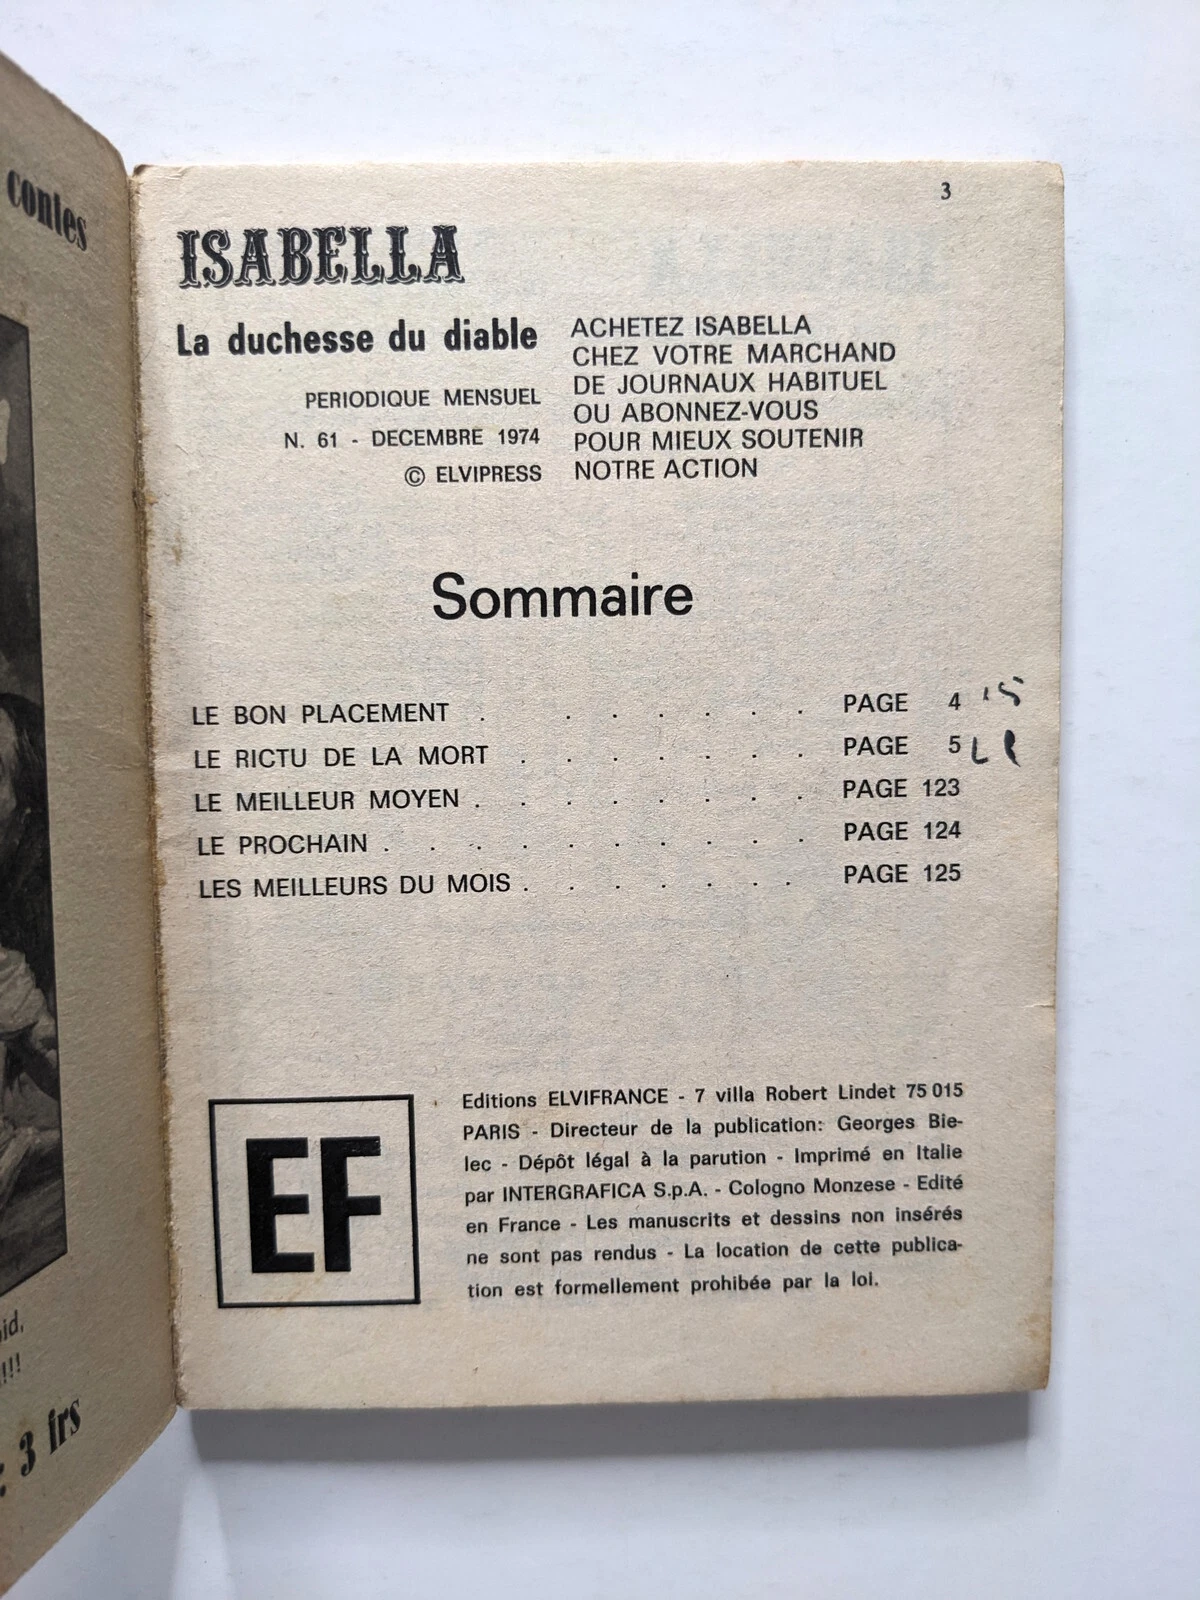 contes
3 frs
3
ISABELLA
La duchesse du diable
PERIODIQUE MENSUEL
N. 61 - DECEMBRE 1974
© ELVIPRESS
ACHETEZ ISABELLA
CHEZ VOTRE MARCHAND
DE JOURNAUX HABITUEL
OU ABONNEZ-VOUS
POUR MIEUX SOUTENIR
NOTRE ACTION
Sommaire
LE BON PLACEMENT . . . . . . . PAGE 4
LE RICTU DE LA MORT . . . . . . . PAGE 5
LE MEILLEUR MOYEN . . . . . . . . PAGE 123
LE PROCHAIN . . . . . . . . . . PAGE 124
LES MEILLEURS DU MOIS . . . . . . . PAGE 125
EF
Editions ELVIFRANCE - 7 villa Robert Lindet 75 015
PARIS - Directeur de la publication: Georges Bie-
lec - Dépôt légal à la parution - Imprimé en Italie
par INTERGRAFICA S.p.A. - Cologno Monzese - Edité
en France - Les manuscrits et dessins non insérés
ne sont pas rendus - La location de cette publica-
tion est formellement prohibée par la loi.